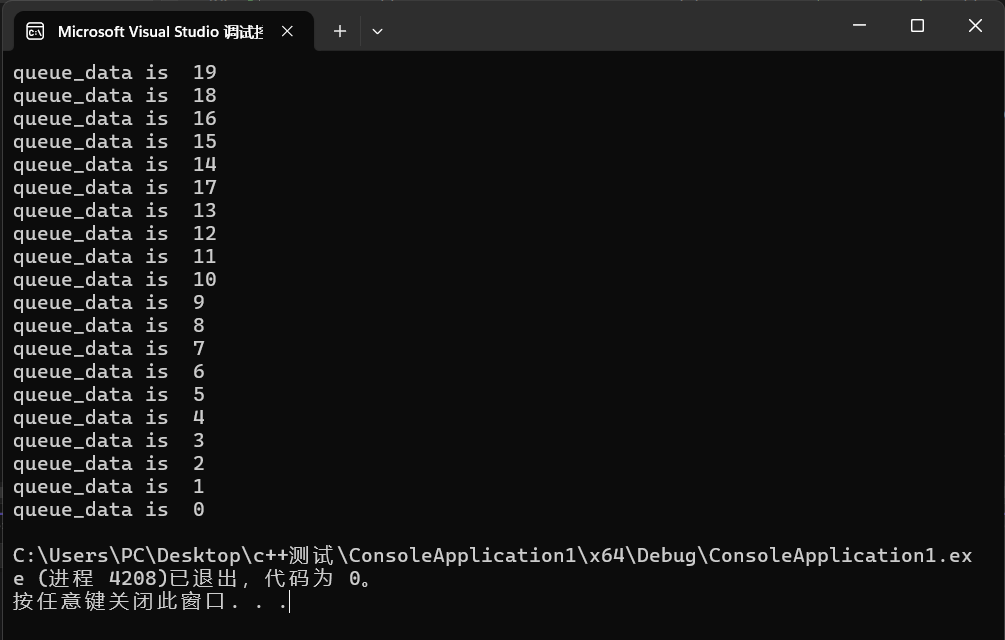 Microsoft Visual Studio 调试
queue_data is  19
queue_data is  18
queue_data is  16
queue_data is  15
queue_data is  14
queue_data is  17
queue_data is  13
queue_data is  12
queue_data is  11
queue_data is  10
queue_data is  9
queue_data is  8
queue_data is  7
queue_data is  6
queue_data is  5
queue_data is  4
queue_data is  3
queue_data is  2
queue_data is  1
queue_data is  0
C:\Users\PC\Desktop\c++测试\ConsoleApplication1\x64\Debug\ConsoleApplication1.ex
e (进程 4208)已退出，代码为 0。
按任意键关闭此窗口. . .